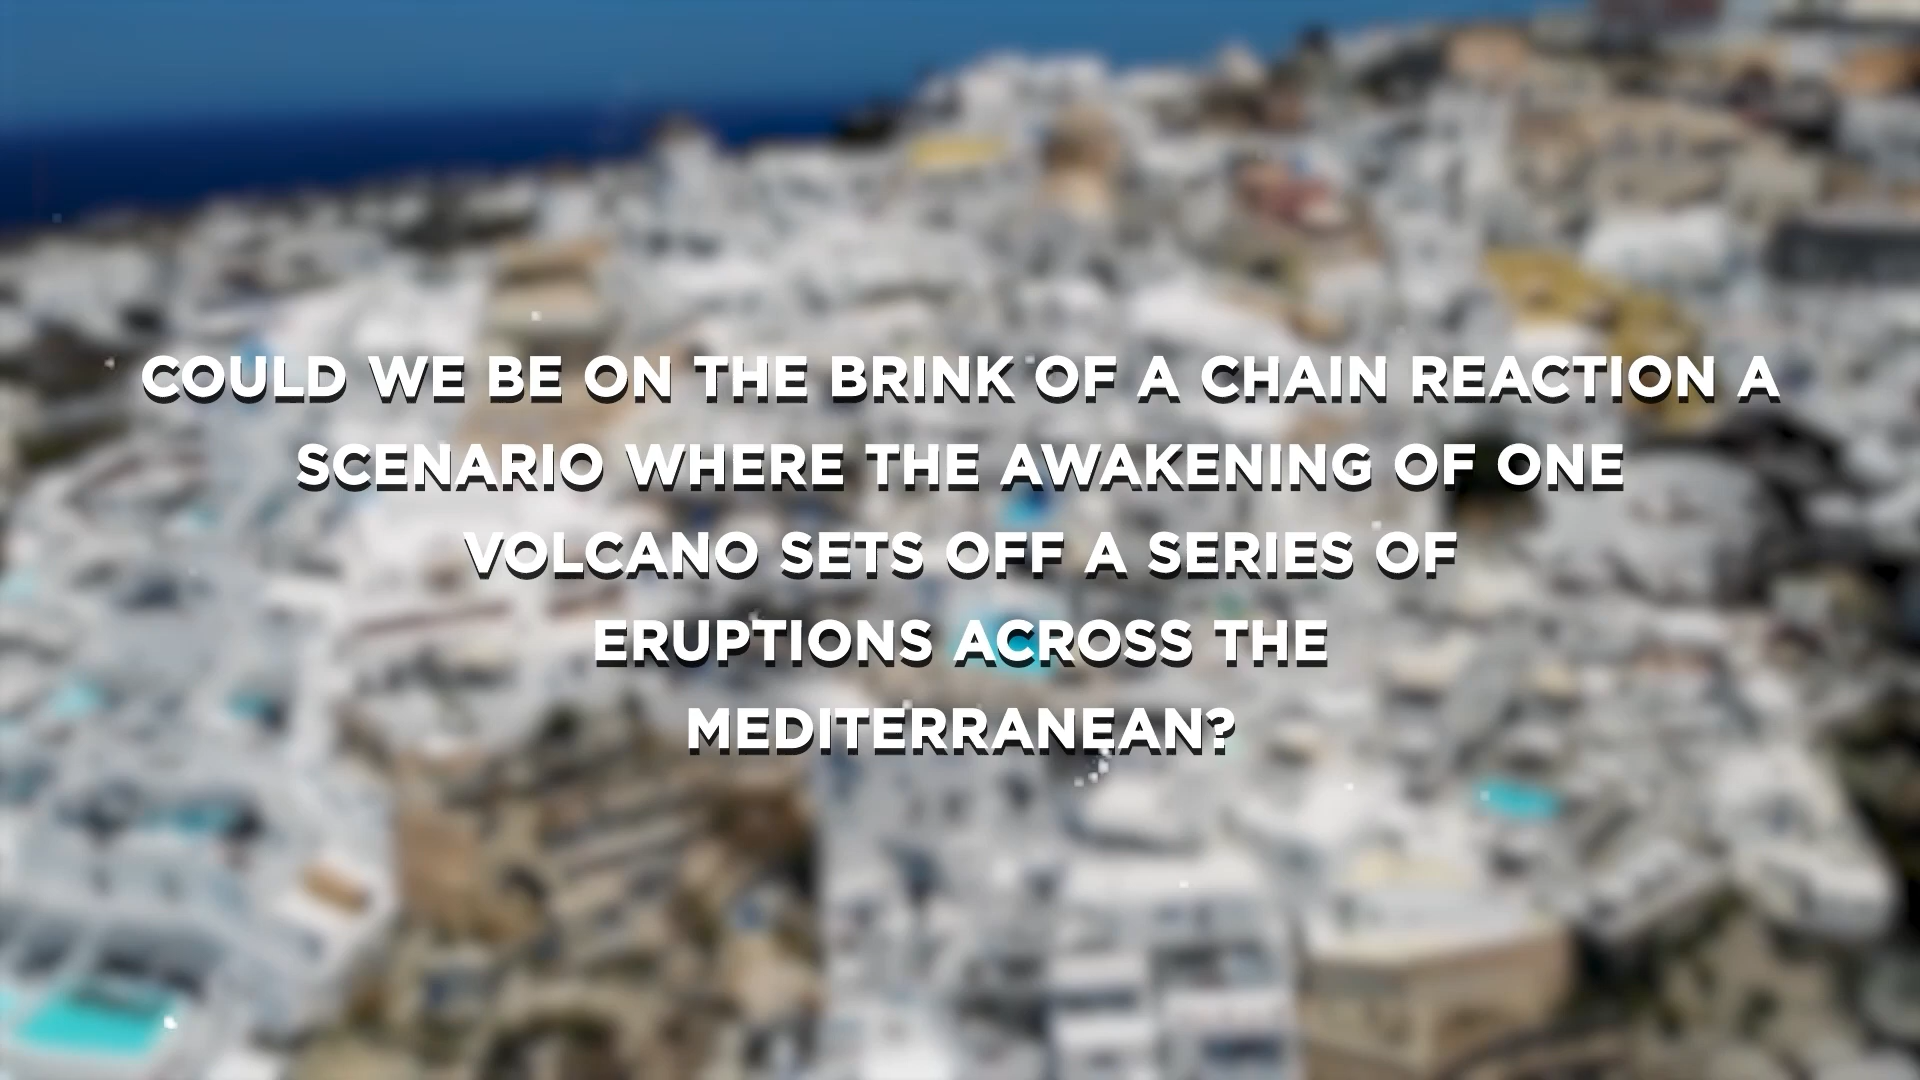 COULD WE BE ON THE BRINK OF A CHAIN REACTION A
SCENARIO WHERE THE AWAKENING OF ONE
VOLCANO SETS OFF A SERIES OF
ERUPTIONS ACROSS THE
MEDITERRANEAN?